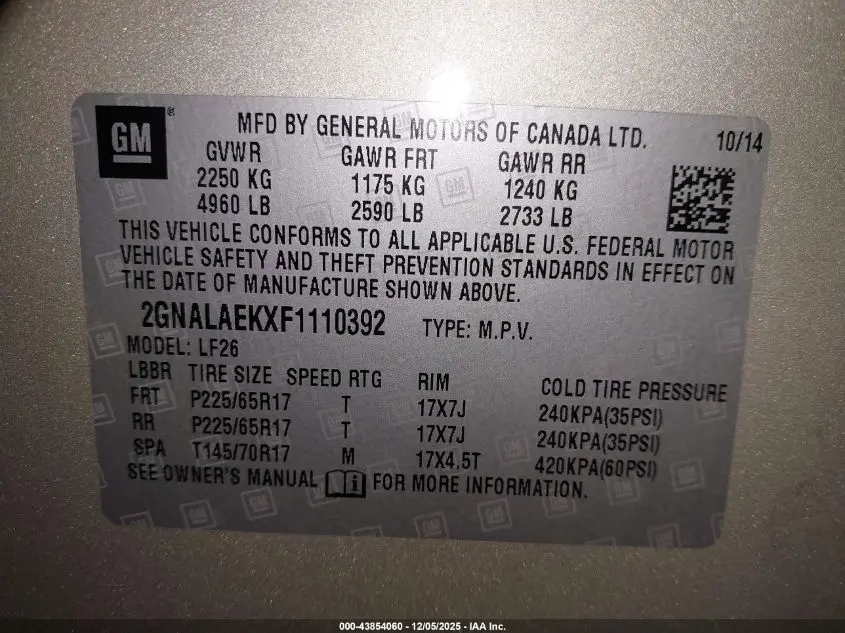 GM®
MFD BY GENERAL MOTORS OF CANADA LTD. 10/14
GVWR GAWR FRT GAWR RR
2250 KG 1175 KG 1240 KG
4960 LB 2590 LB 2733 LB
THIS VEHICLE CONFORMS TO ALL APPLICABLE U.S. FEDERAL MOTOR
VEHICLE SAFETY AND THEFT PREVENTION STANDARDS IN EFFECT ON
THE DATE OF MANUFACTURE SHOWN ABOVE.
2GNALAEKXF1110392 TYPE: M.P.V.
MODEL: LF26
LBBR TIRE SIZE SPEED RTG RIM COLD TIRE PRESSURE
FRT P225/65R17 T 17X7J 240KPA(35PSI)
RR P225/65R17 T 17X7J 240KPA(35PSI)
SPA T145/70R17 M 17X4.5T 420KPA(60PSI)
SEE OWNER'S MANUAL i FOR MORE INFORMATION.
000-43854060 - 12/05/2025 - IAA Inc.